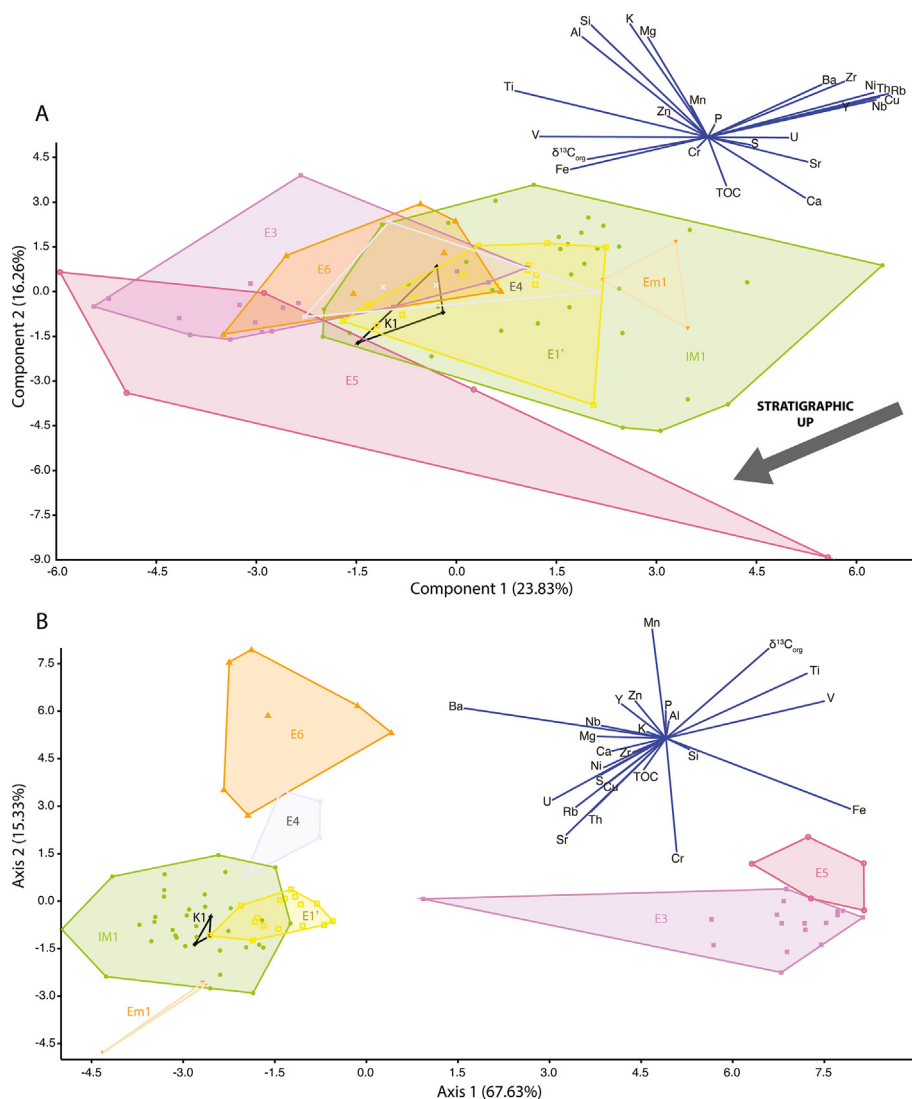 A
K
Si
Mg
Al
Ti
Ba
Zr
Ni
Th
Rb
Cu
Nb
Y
Mn
Zn
P
V
U
S
δ¹³Corg
Cr
Fe
Sr
TOC
Ca
4.5
3.0
1.5
0.0
-1.5
-3.0
-4.5
-6.0
-7.5
-9.0
Component 2 (16.26%)
E3
E6
E4
Em1
K1
E1’
IM1
E5
STRATIGRAPHIC
UP
-6.0 -4.5 -3.0 -1.5 0.0 1.5 3.0 4.5 6.0
Component 1 (23.83%)
B
Mn
δ¹³Corg
Ti
V
Ba
Zn
Y
P
Al
Nb
K
Mg
Ca
Zr
Si
Ni
TOC
S
Cu
U
Rb
Th
Fe
Sr
Cr
7.5
6.0
4.5
3.0
1.5
0.0
-1.5
-3.0
-4.5
Axis 2 (15.33%)
E6
E4
E5
K1
E1’
E3
IM1
Em1
-4.5 -3.0 -1.5 0.0 1.5 3.0 4.5 6.0 7.5
Axis 1 (67.63%)